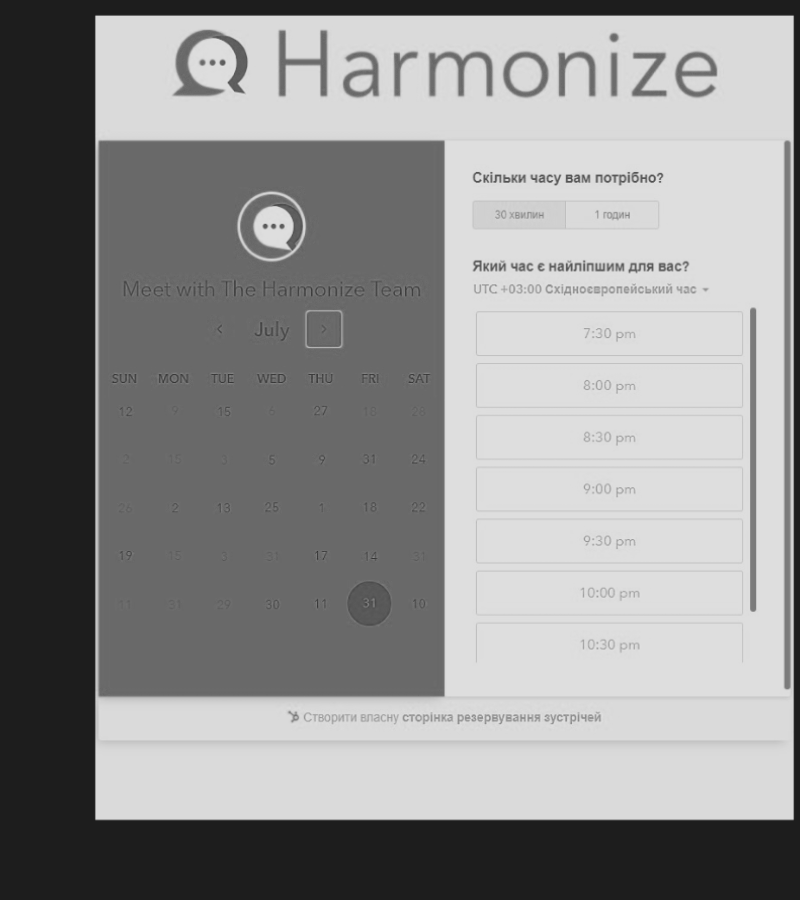 Harmonize
Meet with The Harmonize Team
July
SUN MON TUE WED THU FRI SAT
12 9 15 6 27 18 28
2 15 1 5 9 31 24
26 2 13 25 1 18 22
19 15 3 31 17 14 31
11 31 29 30 11 31 10
Скільки часу вам потрібно?
30 хвилин 1 годин
Який час є найліпшим для вас?
UTC +03:00 Східноєвропейський час
7:30 pm
8:00 pm
8:30 pm
9:00 pm
9:30 pm
10:00 pm
10:30 pm
Створити власну сторінка резервування зустрічей